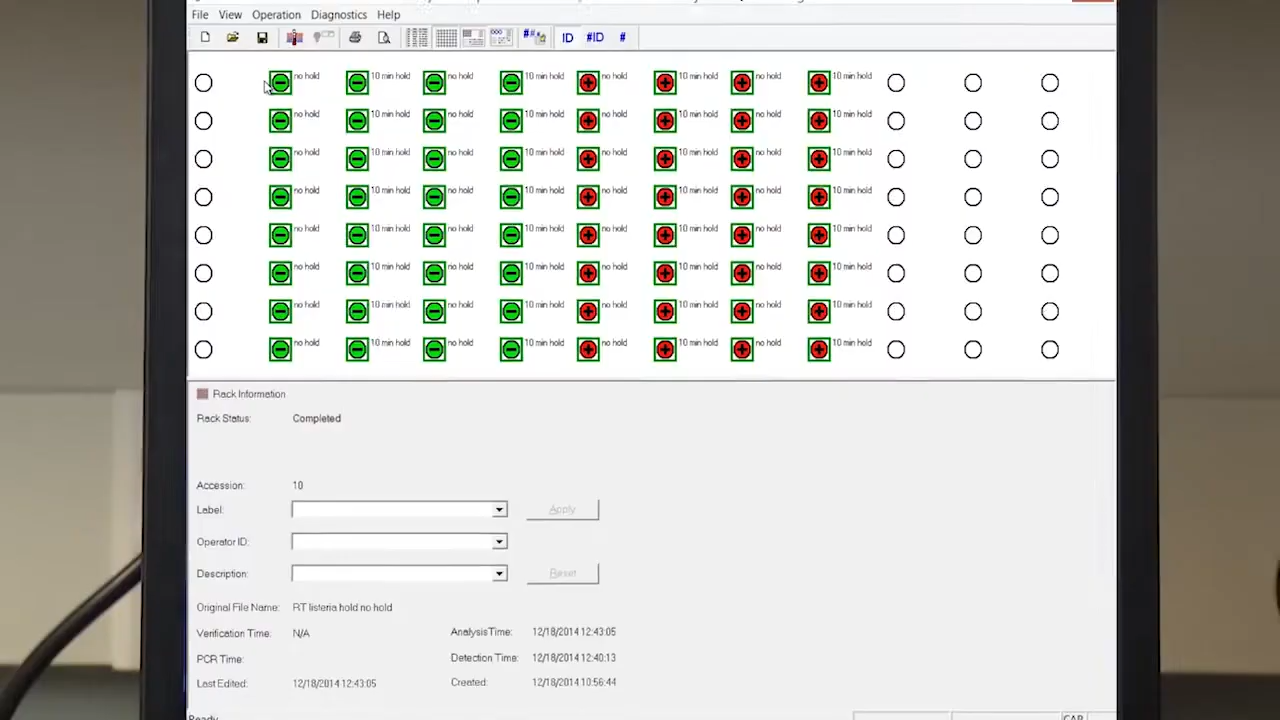 File View Operation Diagnostics Help
## ID #ID #
no hold 10 min hold no hold 10 min hold no hold 10 min hold no hold 10 min hold
no hold 10 min hold no hold 10 min hold no hold 10 min hold no hold 10 min hold
no hold 10 min hold no hold 10 min hold no hold 10 min hold no hold 10 min hold
no hold 10 min hold no hold 10 min hold no hold 10 min hold no hold 10 min hold
no hold 10 min hold no hold 10 min hold no hold 10 min hold no hold 10 min hold
no hold 10 min hold no hold 10 min hold no hold 10 min hold no hold 10 min hold
no hold 10 min hold no hold 10 min hold no hold 10 min hold no hold 10 min hold
no hold 10 min hold no hold 10 min hold no hold 10 min hold no hold 10 min hold
Rack Information
Rack Status: Completed
Accession: 10
Label: Apply
Operator ID:
Description: Reset
Original File Name: RT listeria hold no hold
Verification Time: N/A Analysis Time: 12/18/2014 12:43:05
PCR Time: Detection Time: 12/18/2014 12:40:13
Last Edited: 12/18/2014 12:43:05 Created: 12/18/2014 10:56:44
Ready CAP